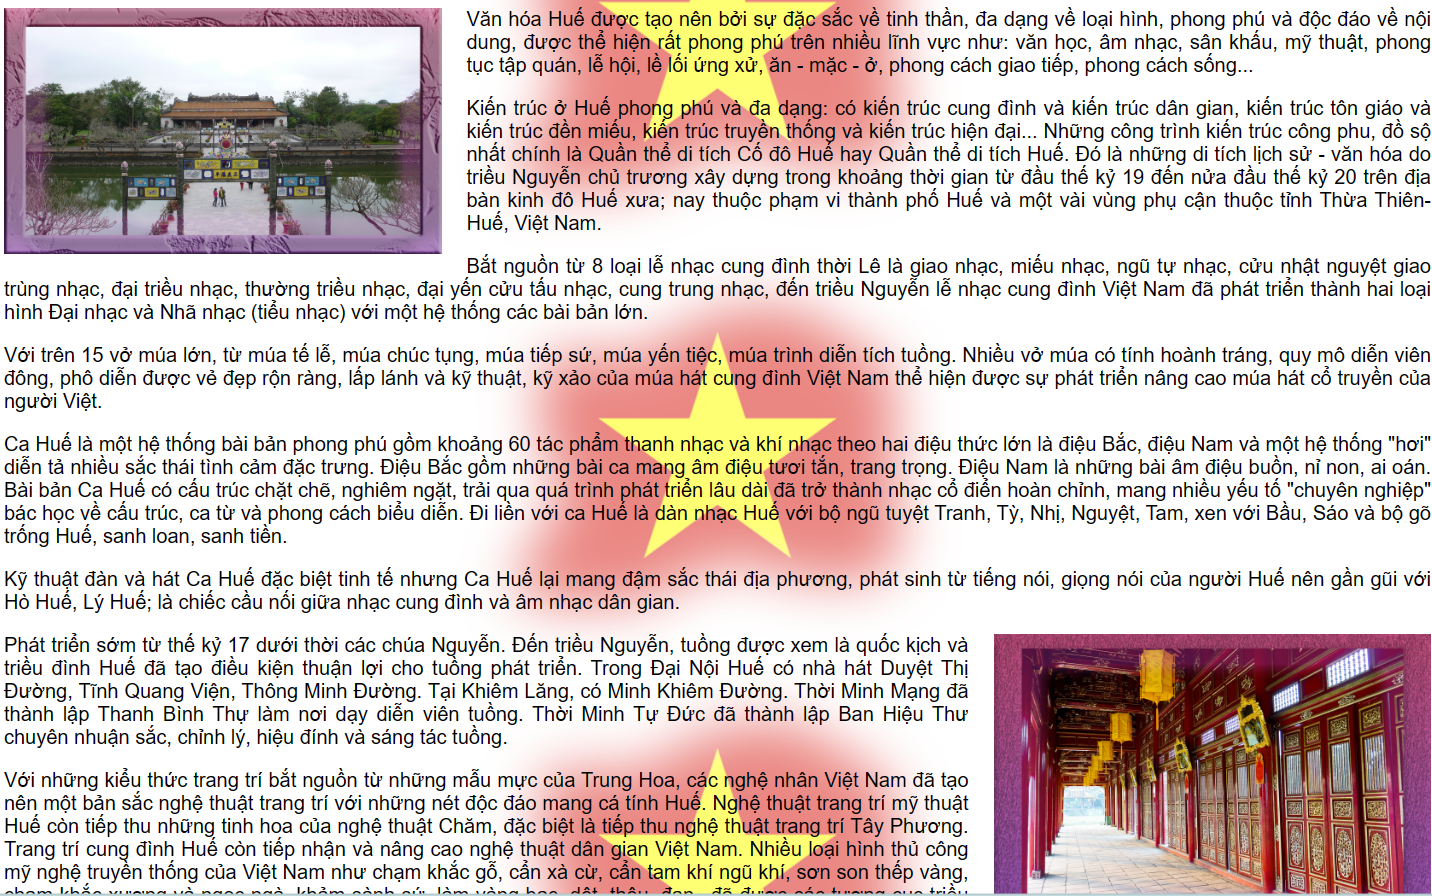 Văn hóa Huế được tạo nên bởi sự đặc sắc về tinh thần, đa dạng về loại hình, phong phú và độc đáo về nội
dung, được thể hiện rất phong phú trên nhiều lĩnh vực như: văn học, âm nhạc, sân khấu, mỹ thuật, phong
tục tập quán, lễ hội, lề lối ứng xử, ăn - mặc - ở, phong cách giao tiếp, phong cách sống...
Kiến trúc ở Huế phong phú và đa dạng: có kiến trúc cung đình và kiến trúc dân gian, kiến trúc tôn giáo và
kiến trúc đền miếu, kiến trúc truyền thống và kiến trúc hiện đại... Những công trình kiến trúc công phu, đồ sộ
nhất chính là Quần thể di tích Cố đô Huế hay Quần thể di tích Huế. Đó là những di tích lịch sử - văn hóa do
triều Nguyễn chủ trương xây dựng trong khoảng thời gian từ đầu thế kỷ 19 đến nửa đầu thế kỷ 20 trên địa
bàn kinh đô Huế xưa; nay thuộc phạm vi thành phố Huế và một vài vùng phụ cận thuộc tỉnh Thừa Thiên-
Huế, Việt Nam.
Bắt nguồn từ 8 loại lễ nhạc cung đình thời Lê là giao nhạc, miếu nhạc, ngũ tự nhạc, cửu nhật nguyệt giao
trùng nhạc, đại triều nhạc, thường triều nhạc, đại yến cửu tấu nhạc, cung trung nhạc, đến triều Nguyễn lễ nhạc cung đình Việt Nam đã phát triển thành hai loại
hình Đại nhạc và Nhã nhạc (tiểu nhạc) với một hệ thống các bài bản lớn.
Với trên 15 vở múa lớn, từ múa tế lễ, múa chúc tụng, múa tiếp sứ, múa yến tiệc, múa trình diễn tích tuồng. Nhiều vở múa có tính hoành tráng, quy mô diễn viên
đông, phô diễn được vẻ đẹp rộn ràng, lấp lánh và kỹ thuật, kỹ xảo của múa hát cung đình Việt Nam thể hiện được sự phát triển nâng cao múa hát cổ truyền của
người Việt.
Ca Huế là một hệ thống bài bản phong phú gồm khoảng 60 tác phẩm thanh nhạc và khí nhạc theo hai điệu thức lớn là điệu Bắc, điệu Nam và một hệ thống "hơi"
diễn tả nhiều sắc thái tình cảm đặc trưng. Điệu Bắc gồm những bài ca mang âm điệu tươi tắn, trang trọng. Điệu Nam là những bài âm điệu buồn, nỉ non, ai oán.
Bài bản Ca Huế có cấu trúc chặt chẽ, nghiêm ngặt, trải qua quá trình phát triển lâu dài đã trở thành nhạc cổ điển hoàn chỉnh, mang nhiều yếu tố "chuyên nghiệp"
bác học về cấu trúc, ca từ và phong cách biểu diễn. Đi liền với ca Huế là dàn nhạc Huế với bộ ngũ tuyệt Tranh, Tỳ, Nhị, Nguyệt, Tam, xen với Bầu, Sáo và bộ gõ
trống Huế, sanh loan, sanh tiền.
Kỹ thuật đàn và hát Ca Huế đặc biệt tinh tế nhưng Ca Huế lại mang đậm sắc thái địa phương, phát sinh từ tiếng nói, giọng nói của người Huế nên gần gũi với
Hò Huế, Lý Huế; là chiếc cầu nối giữa nhạc cung đình và âm nhạc dân gian.
Phát triển sớm từ thế kỷ 17 dưới thời các chúa Nguyễn. Đến triều Nguyễn, tuồng được xem là quốc kịch và
triều đình Huế đã tạo điều kiện thuận lợi cho tuồng phát triển. Trong Đại Nội Huế có nhà hát Duyệt Thị
Đường, Tĩnh Quang Viện, Thông Minh Đường. Tại Khiêm Lăng, có Minh Khiêm Đường. Thời Minh Mạng đã
thành lập Thanh Bình Thự làm nơi dạy diễn viên tuồng. Thời Minh Tự Đức đã thành lập Ban Hiệu Thư
chuyên nhuận sắc, chỉnh lý, hiệu đính và sáng tác tuồng.
Với những kiểu thức trang trí bắt nguồn từ những mẫu mực của Trung Hoa, các nghệ nhân Việt Nam đã tạo
nên một bản sắc nghệ thuật trang trí với những nét độc đáo mang cá tính Huế. Nghệ thuật trang trí mỹ thuật
Huế còn tiếp thu những tinh hoa của nghệ thuật Chăm, đặc biệt là tiếp thu nghệ thuật trang trí Tây Phương.
Trang trí cung đình Huế còn tiếp nhận và nâng cao nghệ thuật dân gian Việt Nam. Nhiều loại hình thủ công
mỹ nghệ truyền thống của Việt Nam như chạm khắc gỗ, cẩn xà cừ, cẩn tam khí ngũ khí, sơn son thếp vàng,